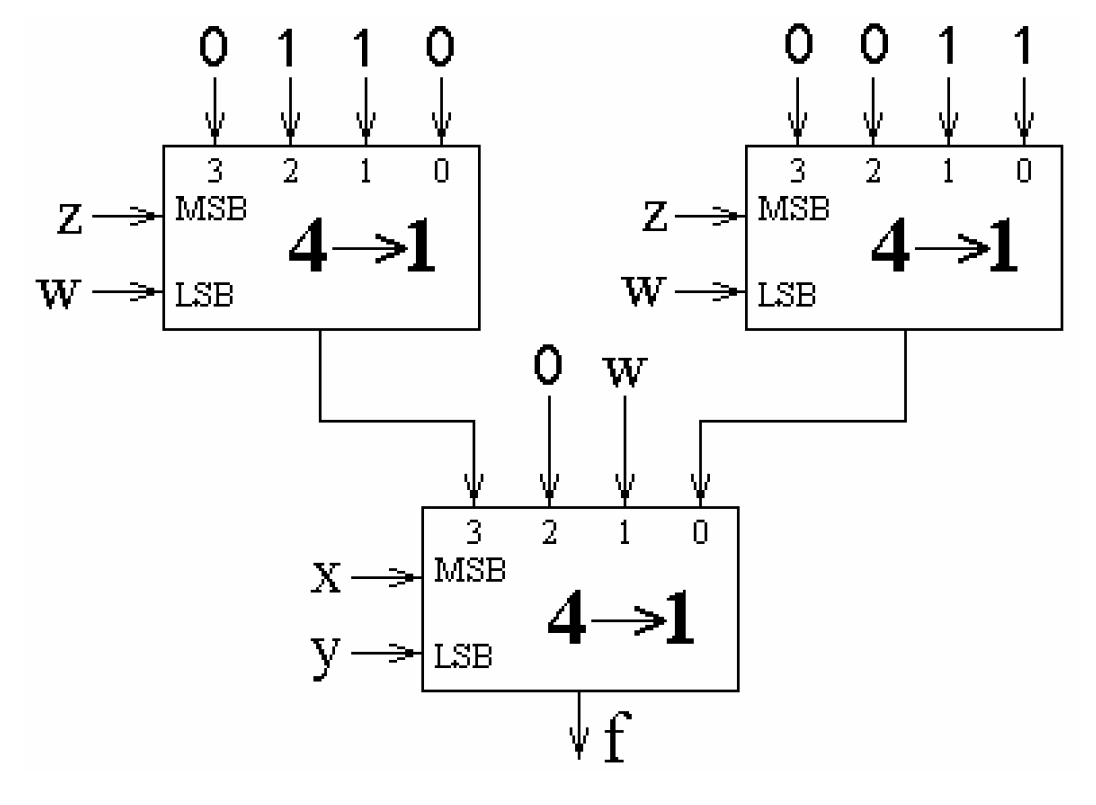 0 1 1 0
0 0 1 1
3 2 1 0
3 2 1 0
z MSB
4 1
z MSB
4 1
w LSB
w LSB
0 w
3 2 1 0
x MSB
4 1
y LSB
f